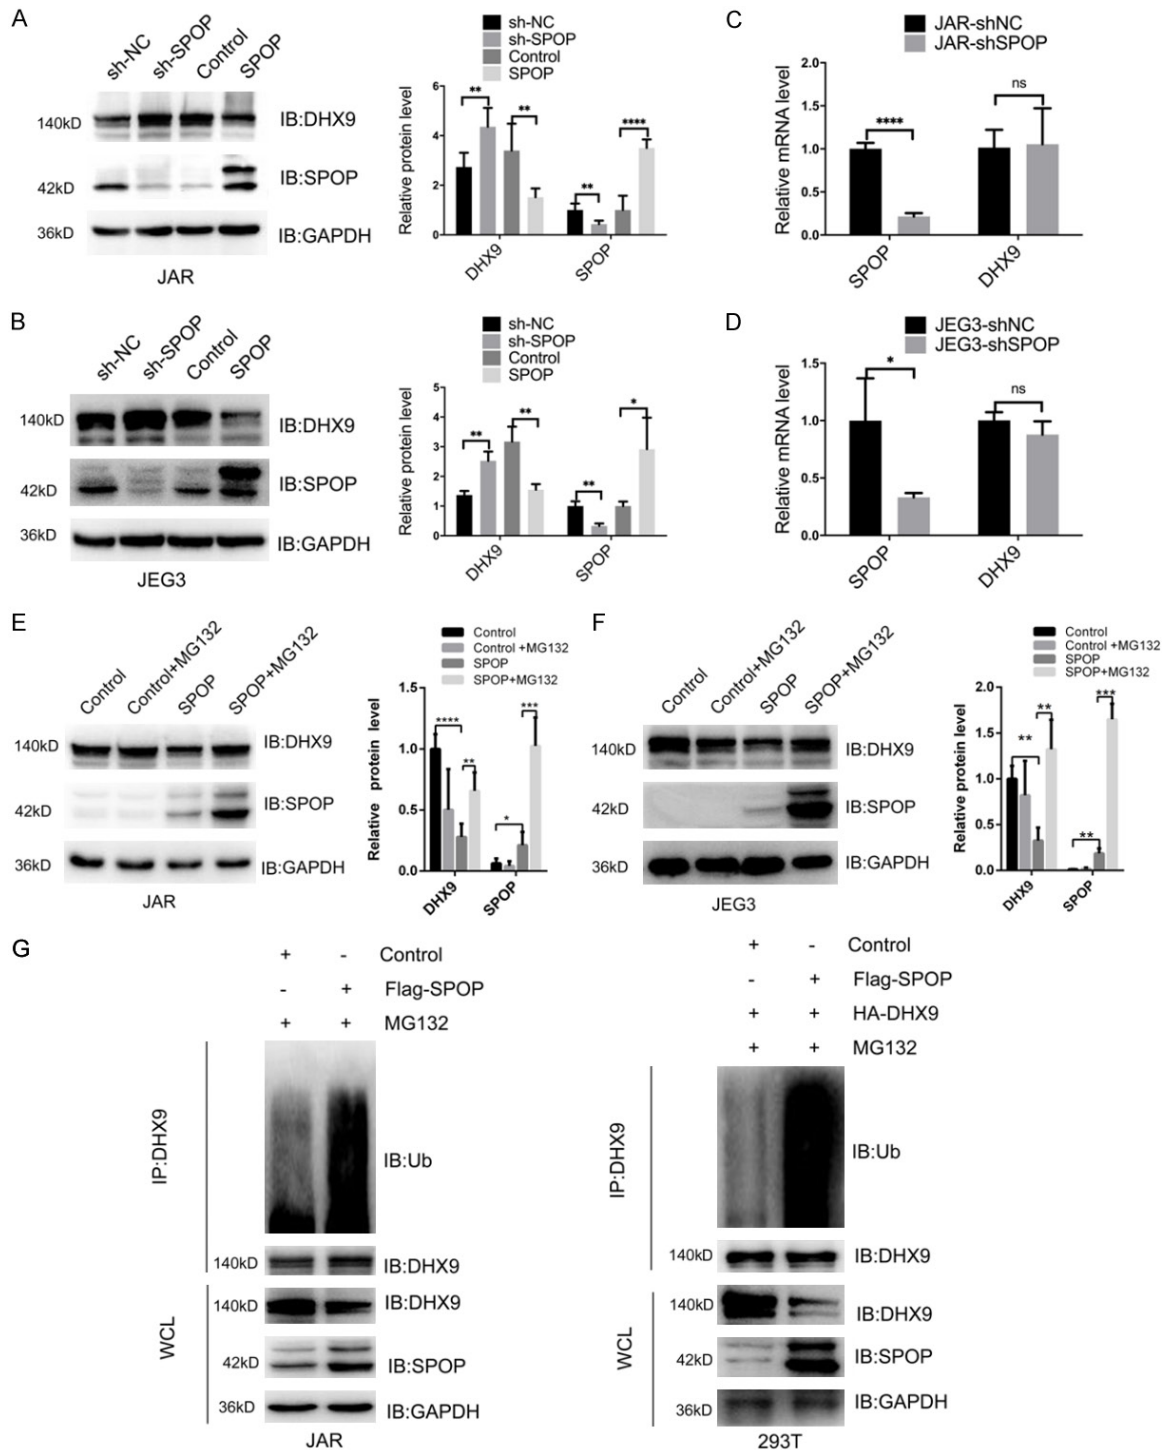 A
sh-NC
sh-SPOP
Control
SPOP
140kD
IB:DHX9
42kD
IB:SPOP
36kD
IB:GAPDH
JAR
sh-NC
sh-SPOP
Control
SPOP
Relative protein level
6
4
2
0
**
**
**
****
DHX9
SPOP
C
JAR-shNC
JAR-shSPOP
Relative mRNA level
2.0
1.5
1.0
0.5
0.0
****
ns
SPOP
DHX9
B
sh-NC
sh-SPOP
Control
SPOP
140kD
IB:DHX9
42kD
IB:SPOP
36kD
IB:GAPDH
JEG3
sh-NC
sh-SPOP
Control
SPOP
Relative protein level
5
4
3
2
1
0
**
**
**
*
DHX9
SPOP
D
JEG3-shNC
JEG3-shSPOP
Relative mRNA level
1.5
1.0
0.5
0.0
*
ns
SPOP
DHX9
E
Control
Control+MG132
SPOP
SPOP+MG132
140kD
IB:DHX9
42kD
IB:SPOP
36kD
IB:GAPDH
JAR
Control
Control +MG132
SPOP
SPOP+MG132
Relative protein level
1.5
1.0
0.5
0.0
****
**
*
***
DHX9
SPOP
F
Control
Control+MG132
SPOP
SPOP+MG132
140kD
IB:DHX9
42kD
IB:SPOP
36kD
IB:GAPDH
JEG3
Control
Control +MG132
SPOP
SPOP+MG132
Relative protein level
2.0
1.5
1.0
0.5
0.0
**
**
**
***
DHX9
SPOP
G
+ - Control
- + Flag-SPOP
+ + MG132
IP:DHX9
IB:Ub
140kD
IB:DHX9
WCL
140kD
IB:DHX9
42kD
IB:SPOP
36kD
IB:GAPDH
JAR
+ - Control
- + Flag-SPOP
+ + HA-DHX9
+ + MG132
IP:DHX9
IB:Ub
140kD
IB:DHX9
WCL
140kD
IB:DHX9
42kD
IB:SPOP
36kD
IB:GAPDH
293T